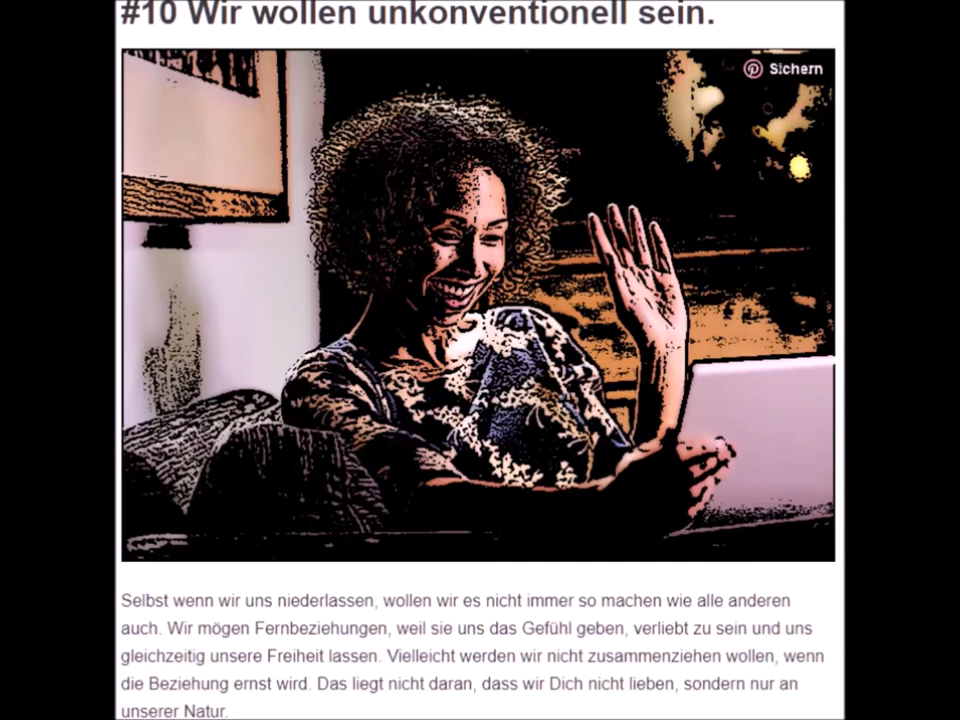 #10 Wir wollen unkonventionell sein.
Sichern
Selbst wenn wir uns niederlassen, wollen wir es nicht immer so machen wie alle anderen
auch. Wir mögen Fernbeziehungen, weil sie uns das Gefühl geben, verliebt zu sein und uns
gleichzeitig unsere Freiheit lassen. Vielleicht werden wir nicht zusammenziehen wollen, wenn
die Beziehung ernst wird. Das liegt nicht daran, dass wir Dich nicht lieben, sondern nur an
unserer Natur.